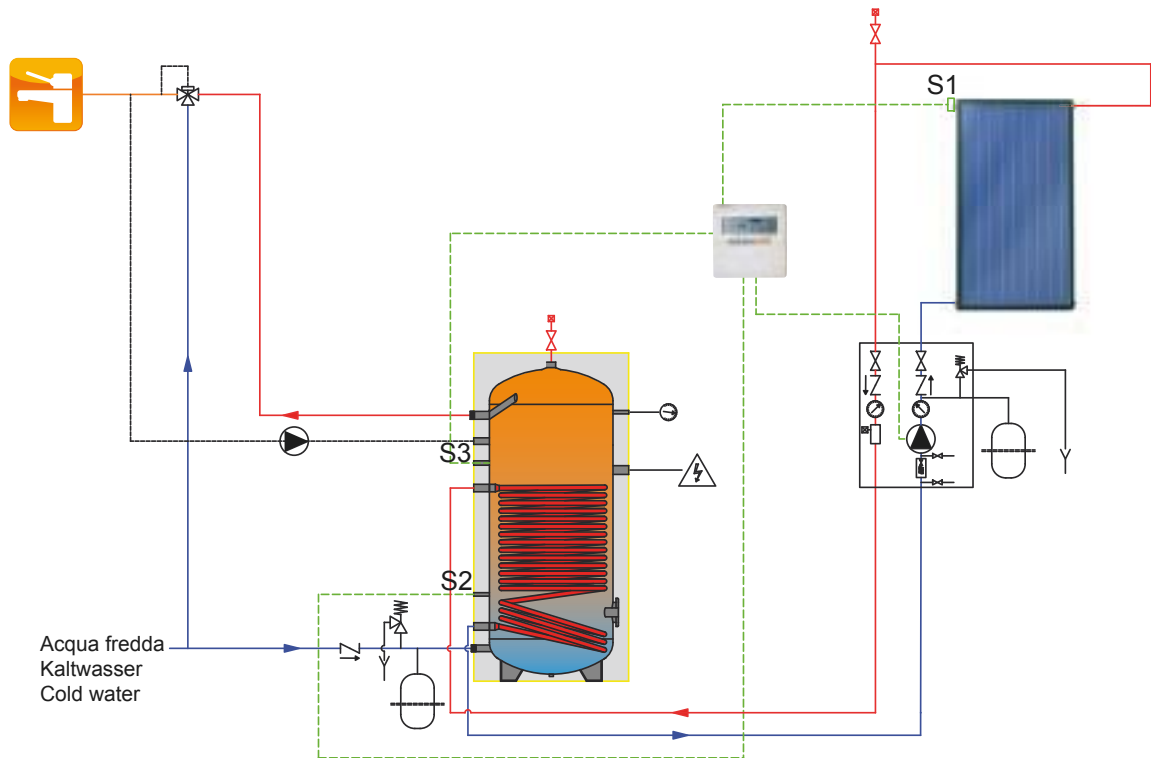 S1
S3
S2
Acqua fredda
Kaltwasser
Cold water